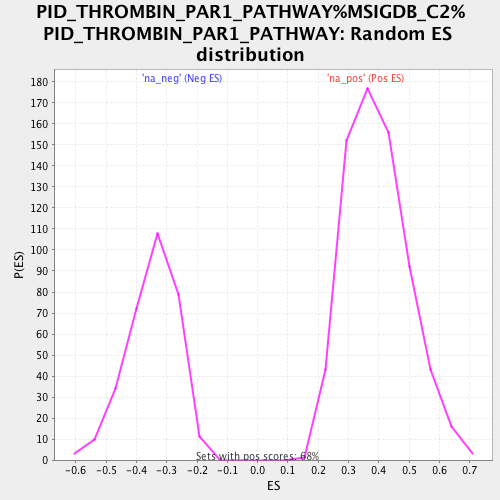 PID_THROMBIN_PAR1_PATHWAY%MSIGDB_C2%
PID_THROMBIN_PAR1_PATHWAY: Random ES
distribution
'na_neg' (Neg ES)
'na_pos' (Pos ES)
180
170
160
150
140
130
120
110
100
90
80
70
60
50
40
30
20
10
0
P(ES)
Sets with pos scores: 68%
-0.6 -0.5 -0.4 -0.3 -0.2 -0.1 0.0 0.1 0.2 0.3 0.4 0.5 0.6 0.7
ES